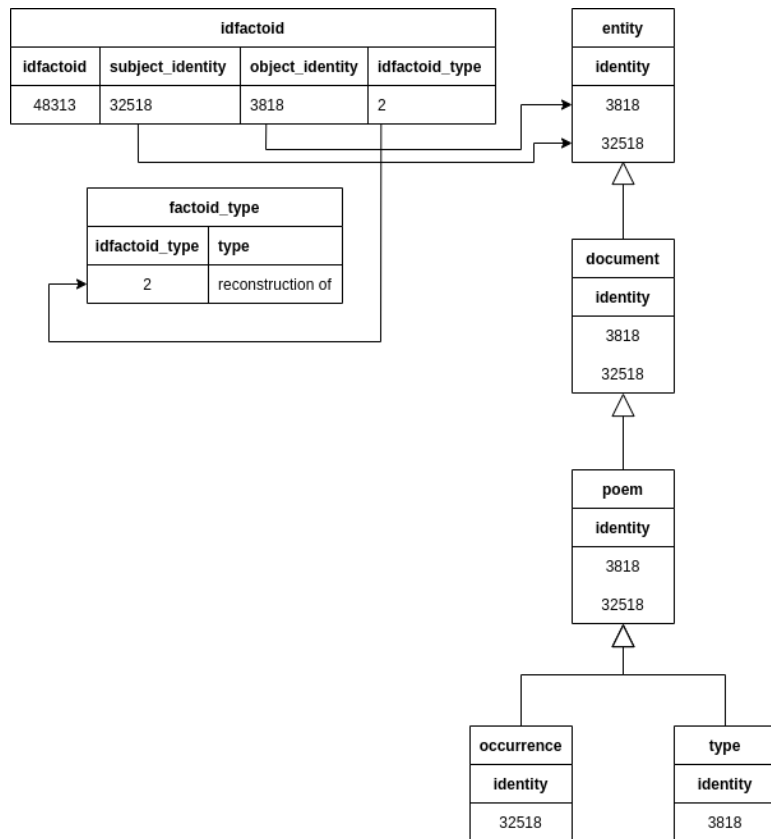 idfactoid
idfactoid subject_identity object_identity idfactoid_type
48313 32518 3818 2
entity
identity
3818
32518
factoid_type
idfactoid_type type
2 reconstruction of
document
identity
3818
32518
poem
identity
3818
32518
occurrence
identity
32518
type
identity
3818